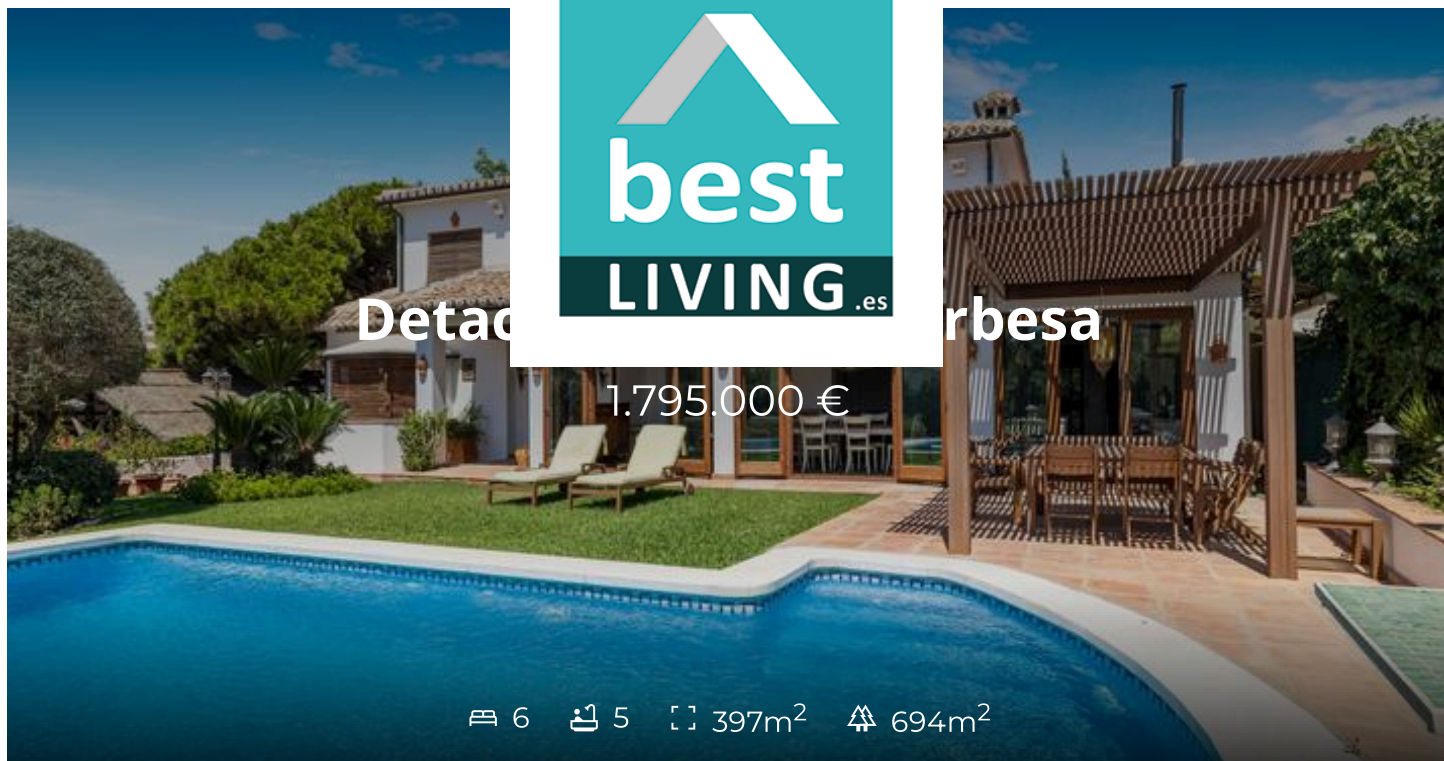 best
LIVING.es
Detac rbesa
1.795.000 €
6 5 397m² 694m²